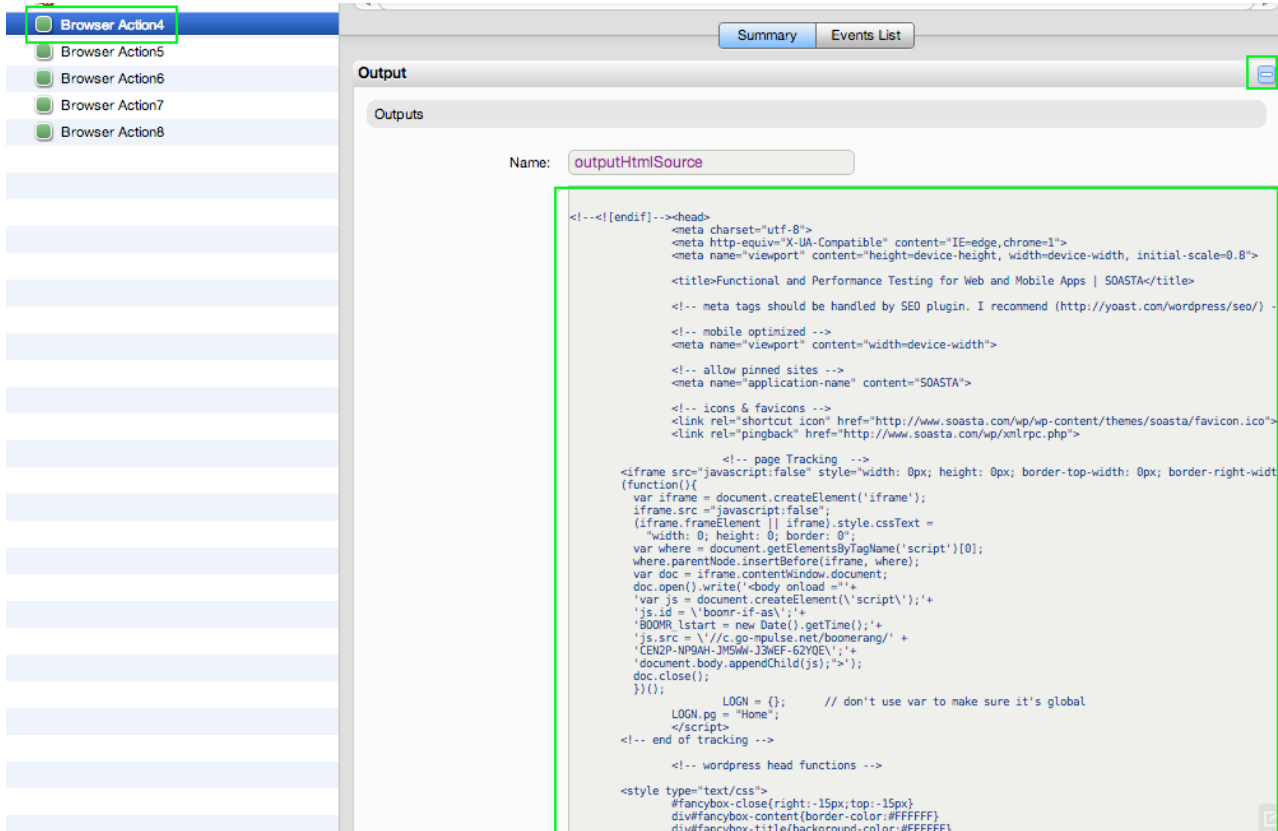 Browser Action4
Browser Action5
Browser Action6
Browser Action7
Browser Action8
Summary
Events List
Output
Outputs
Name:
outputHtmlSource
<!--<![endif]--><head>
<meta charset="utf-8">
<meta http-equiv="X-UA-Compatible" content="IE=edge,chrome=1">
<meta name="viewport" content="height=device-height, width=device-width, initial-scale=0.8">
<title>Functional and Performance Testing for Web and Mobile Apps | SOASTA</title>
<!-- meta tags should be handled by SEO plugin. I recommend (http://yoast.com/wordpress/seo/) -
<!-- mobile optimized -->
<meta name="viewport" content="width=device-width">
<!-- allow pinned sites -->
<meta name="application-name" content="SOASTA">
<!-- icons & favicons -->
<link rel="shortcut icon" href="http://www.soasta.com/wp/wp-content/themes/soasta/favicon.ico">
<link rel="pingback" href="http://www.soasta.com/wp/xmlrpc.php">
<!-- page Tracking  -->
<iframe src="javascript:false" style="width: 0px; height: 0px; border-top-width: 0px; border-right-widt
(function(){
var iframe = document.createElement('iframe');
iframe.src ="javascript:false";
(iframe.frameElement || iframe).style.cssText =
"width: 0; height: 0; border: 0";
var where = document.getElementsByTagName('script')[0];
where.parentNode.insertBefore(iframe, where);
var doc = iframe.contentWindow.document;
doc.open().write('<body onload ="'+
'var js = document.createElement(\'script\');'+
'js.id = \'boomr-if-as\';'+
'BOOMR_lstart = new Date().getTime();'+
'js.src = \'//c.go-mpulse.net/boomerang/' +
'CEN2P-NP9AH-JM5WW-J3WEF-62YQE\';'+
'document.body.appendChild(js);">');
doc.close();
})();
LOGN = {};     // don't use var to make sure it's global
LOGN.pg = "Home";
</script>
<!-- end of tracking -->
<!-- wordpress head functions -->
<style type="text/css">
#fancybox-close{right:-15px;top:-15px}
div#fancybox-content{border-color:#FFFFFF}
div#fancybox-title{background-color:#FFFFFF}